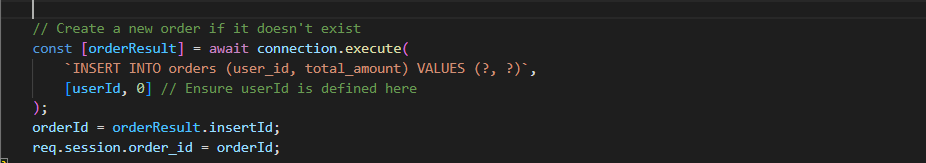 // Create a new order if it doesn't exist
const [orderResult] = await connection.execute(
`INSERT INTO orders (user_id, total_amount) VALUES (?, ?)`,
[userId, 0] // Ensure userId is defined here
);
orderId = orderResult.insertId;
req.session.order_id = orderId;